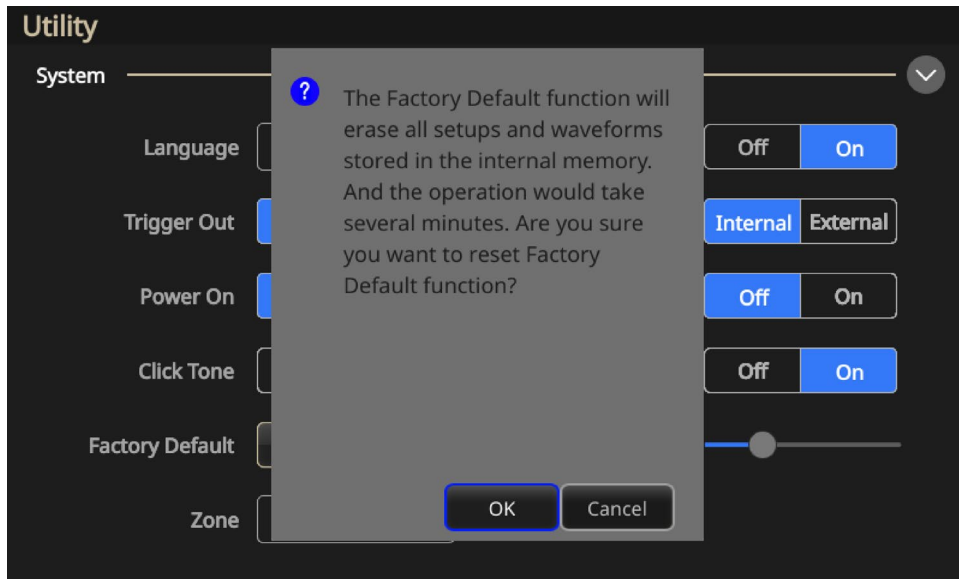 Utility
System
The Factory Default function will
erase all setups and waveforms
stored in the internal memory.
And the operation would take
several minutes. Are you sure
you want to reset Factory
Default function?
Language
Off On
Trigger Out
Internal External
Power On
Off On
Click Tone
Off On
Factory Default
Zone
OK Cancel